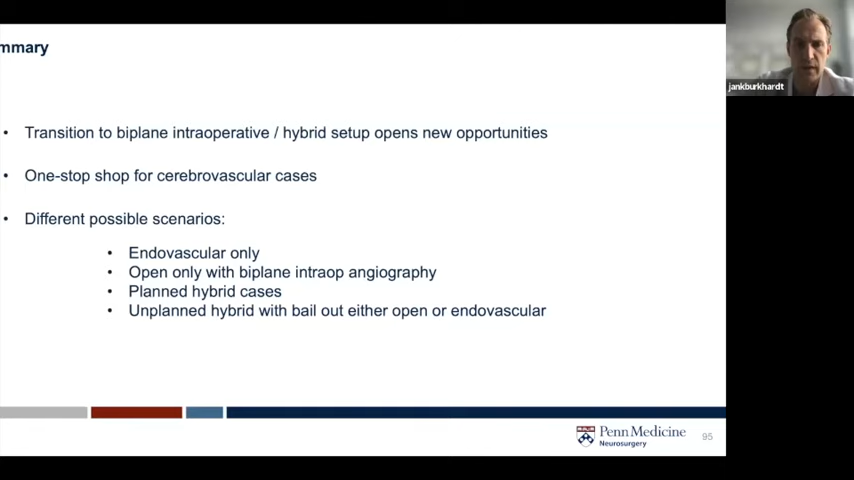 mmary
• Transition to biplane intraoperative / hybrid setup opens new opportunities
• One-stop shop for cerebrovascular cases
• Different possible scenarios:
• Endovascular only
• Open only with biplane intraop angiography
• Planned hybrid cases
• Unplanned hybrid with bail out either open or endovascular
Penn Medicine
Neurosurgery
95
jankburkhardt